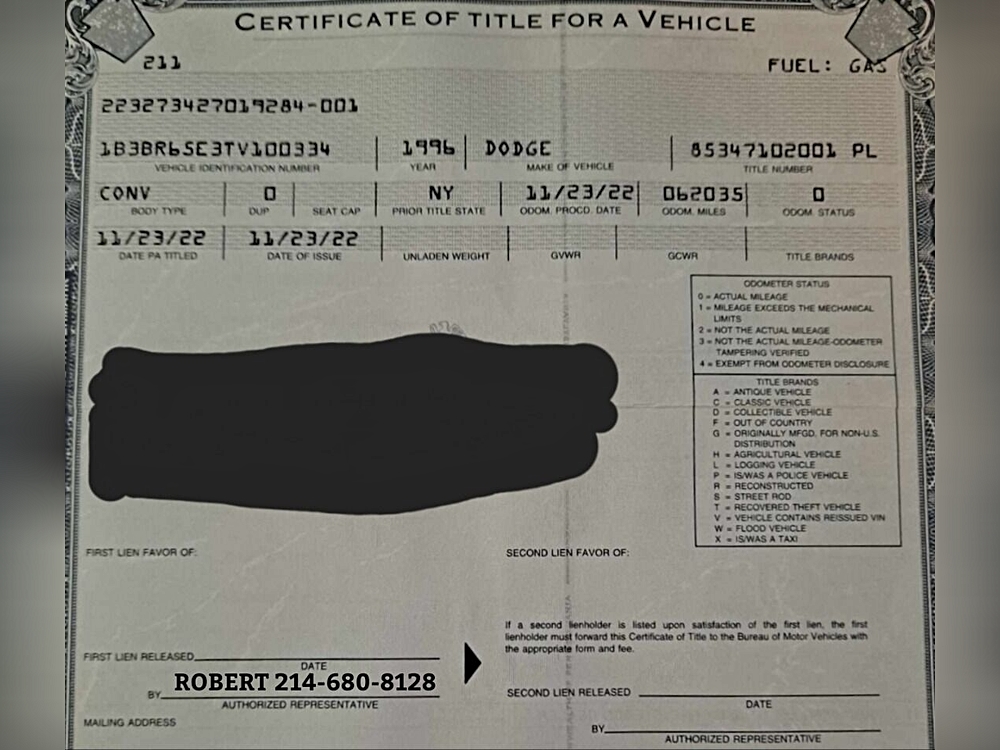 CERTIFICATE OF TITLE FOR A VEHICLE
211
FUEL: GAS
223273427019284-001
1B3BR65E3TV100334 1996 DODGE 85347102001 PL
VEHICLE IDENTIFICATION NUMBER YEAR MAKE OF VEHICLE TITLE NUMBER
CONV 0 NY 11/23/22 062035 0
BODY TYPE DUP SEAT CAP PRIOR TITLE STATE ODOM. PROCD. DATE ODOM. MILES ODOM. STATUS
11/23/22 11/23/22
DATE PA TITLED DATE OF ISSUE UNLADEN WEIGHT GVWR GCWR TITLE BRANDS
ODOMETER STATUS
0 = ACTUAL MILEAGE
1 = MILEAGE EXCEEDS THE MECHANICAL
LIMITS
2 = NOT THE ACTUAL MILEAGE
3 = NOT THE ACTUAL MILEAGE-ODOMETER
TAMPERING VERIFIED
4 = EXEMPT FROM ODOMETER DISCLOSURE
TITLE BRANDS
A = ANTIQUE VEHICLE
C = CLASSIC VEHICLE
D = COLLECTIBLE VEHICLE
F = OUT OF COUNTRY
G = ORIGINALLY MFGD. FOR NON-U.S.
DISTRIBUTION
H = AGRICULTURAL VEHICLE
L = LOGGING VEHICLE
P = IS/WAS A POLICE VEHICLE
R = RECONSTRUCTED
S = STREET ROD
T = RECOVERED THEFT VEHICLE
V = VEHICLE CONTAINS REISSUED VIN
W = FLOOD VEHICLE
X = IS/WAS A TAXI
FIRST LIEN FAVOR OF:
SECOND LIEN FAVOR OF:
If a second lienholder is listed upon satisfaction of the first lien, the first
lienholder must forward this Certificate of Title to the Bureau of Motor Vehicles with
the appropriate form and fee.
FIRST LIEN RELEASED
DATE
BY ROBERT 214-680-8128
AUTHORIZED REPRESENTATIVE
MAILING ADDRESS
SECOND LIEN RELEASED
DATE
BY
AUTHORIZED REPRESENTATIVE